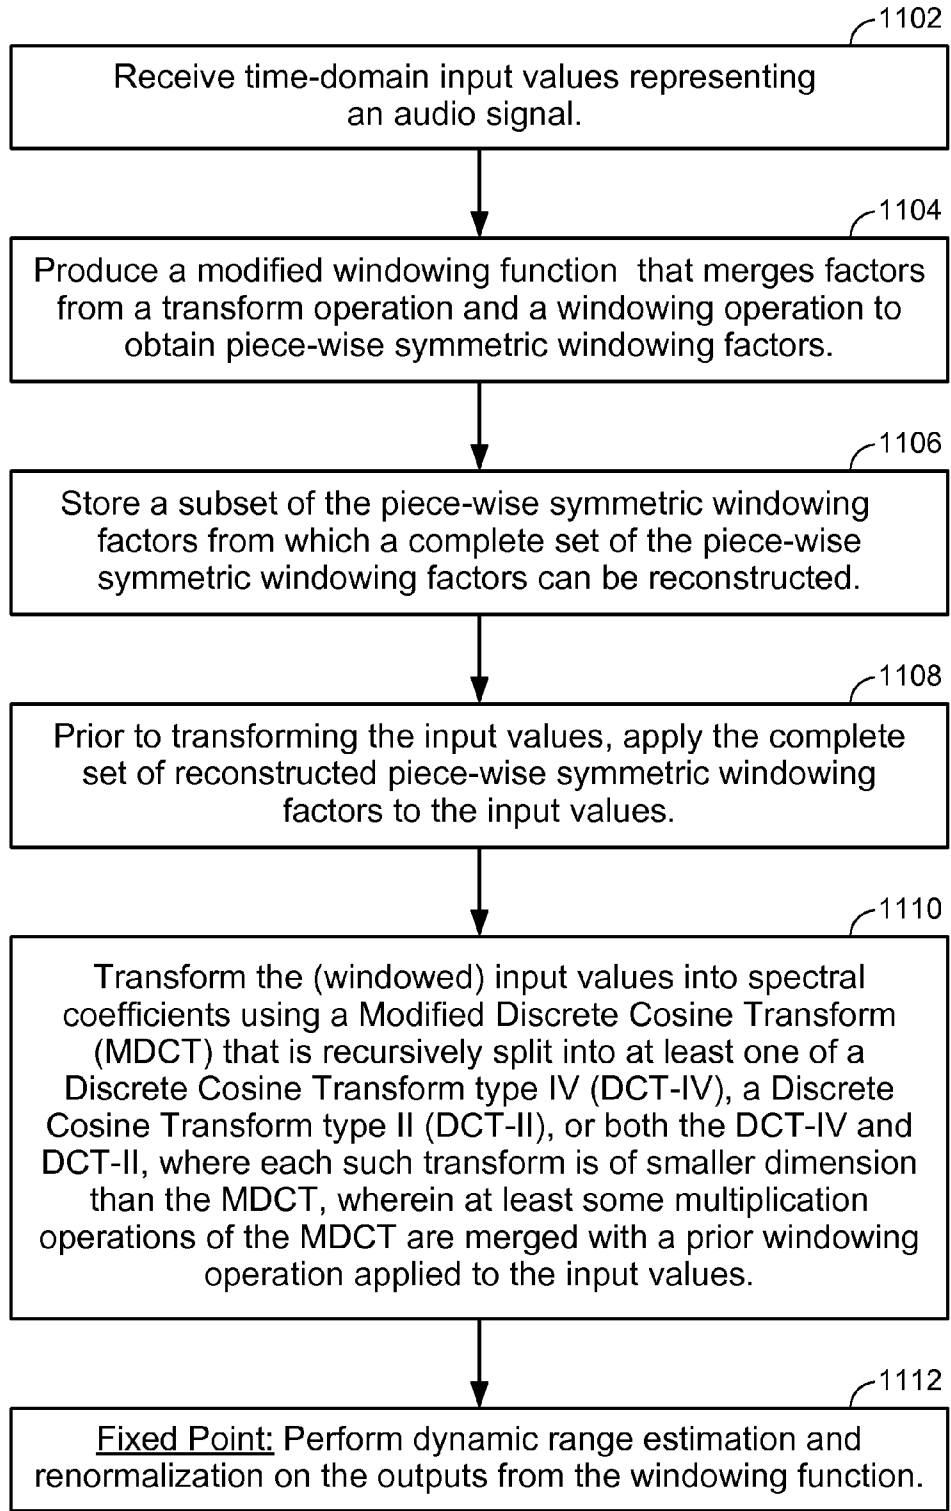 1102
Receive time-domain input values representing
an audio signal.
1104
Produce a modified windowing function that merges factors
from a transform operation and a windowing operation to
obtain piece-wise symmetric windowing factors.
1106
Store a subset of the piece-wise symmetric windowing
factors from which a complete set of the piece-wise
symmetric windowing factors can be reconstructed.
1108
Prior to transforming the input values, apply the complete
set of reconstructed piece-wise symmetric windowing
factors to the input values.
1110
Transform the (windowed) input values into spectral
coefficients using a Modified Discrete Cosine Transform
(MDCT) that is recursively split into at least one of a
Discrete Cosine Transform type IV (DCT-IV), a Discrete
Cosine Transform type II (DCT-II), or both the DCT-IV and
DCT-II, where each such transform is of smaller dimension
than the MDCT, wherein at least some multiplication
operations of the MDCT are merged with a prior windowing
operation applied to the input values.
1112
Fixed Point: Perform dynamic range estimation and
renormalization on the outputs from the windowing function.